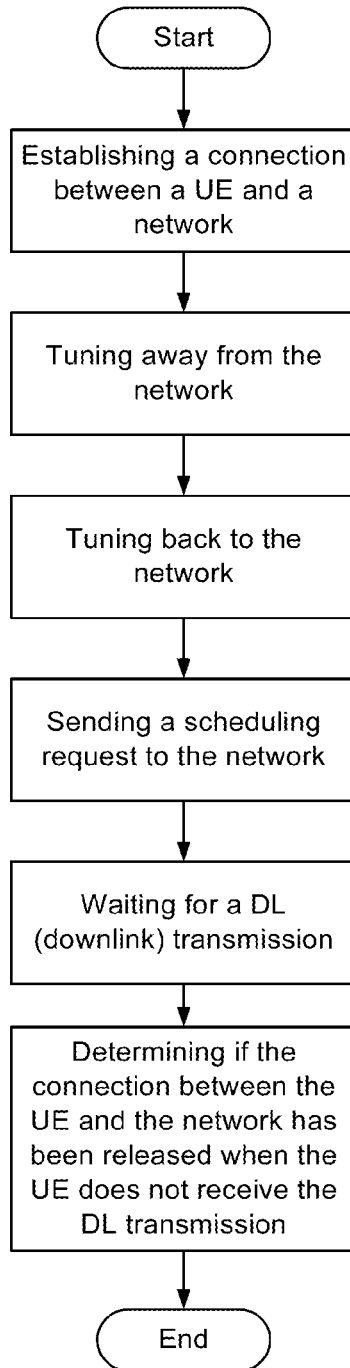 Start
Establishing a connection
between a UE and a
network
Tuning away from the
network
Tuning back to the
network
Sending a scheduling
request to the network
Waiting for a DL
(downlink) transmission
Determining if the
connection between the
UE and the network has
been released when the
UE does not receive the
DL transmission
End